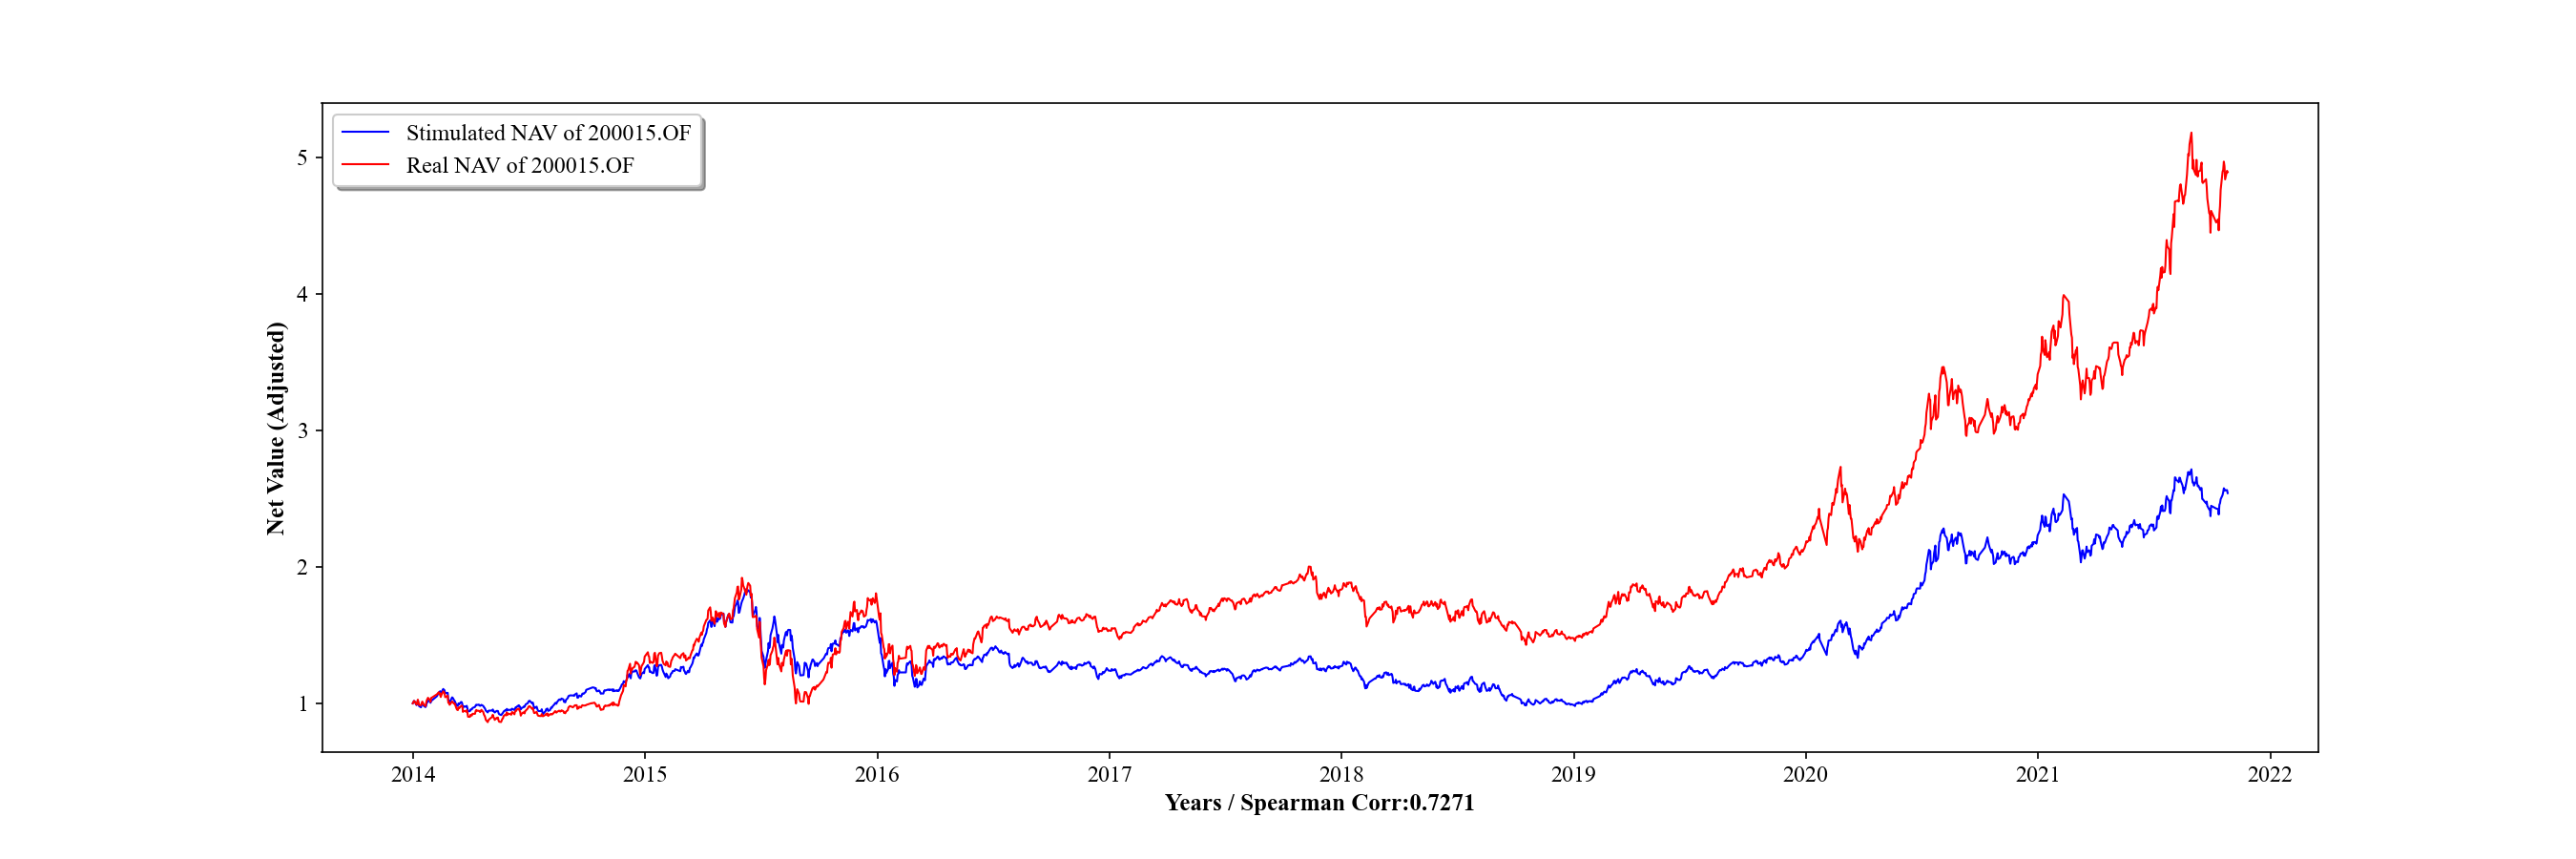 Stimulated NAV of 200015.OF
Real NAV of 200015.OF
Net Value (Adjusted)
5
4
3
2
1
2014 2015 2016 2017 2018 2019 2020 2021 2022
Years / Spearman Corr:0.7271